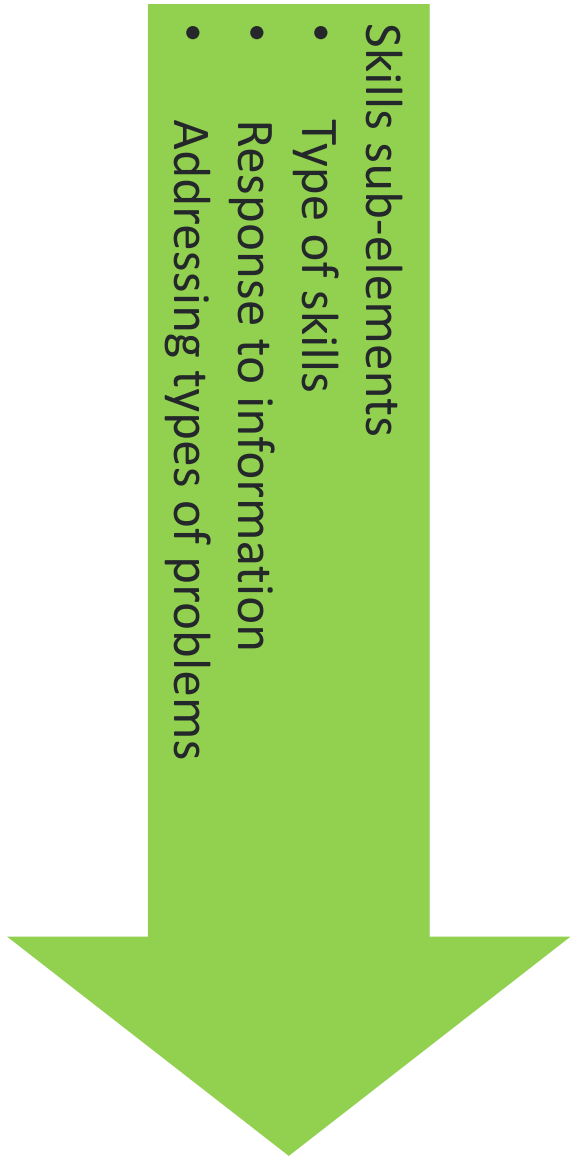 Skills sub-elements
• Type of skills
• Response to information
• Addressing types of problems